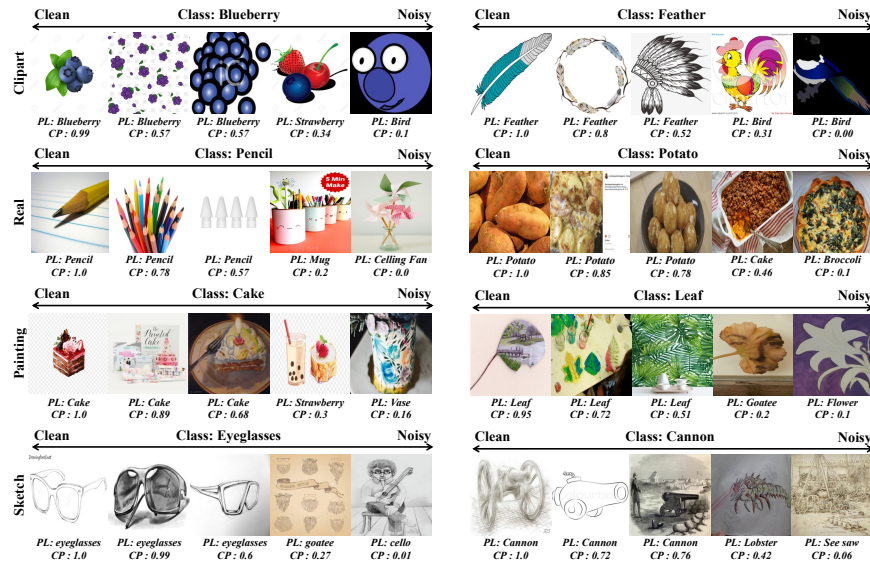 Clean Class: Blueberry Noisy
Clipart
PL: Blueberry PL: Blueberry PL: Blueberry PL: Strawberry PL: Bird
CP : 0.99 CP : 0.57 CP : 0.57 CP : 0.34 CP : 0.1
Clean Class: Feather Noisy
PL: Feather PL: Feather PL: Feather PL: Bird PL: Bird
CP : 1.0 CP : 0.8 CP : 0.52 CP : 0.31 CP : 0.00
Clean Class: Pencil Noisy
Real
5 Min
Make
PL: Pencil PL: Pencil PL: Pencil PL: Mug PL: Celling Fan
CP : 1.0 CP : 0.78 CP : 0.57 CP : 0.2 CP : 0.0
Clean Class: Potato Noisy
PL: Potato PL: Potato PL: Potato PL: Cake PL: Broccoli
CP : 1.0 CP : 0.85 CP : 0.78 CP : 0.46 CP : 0.1
Clean Class: Cake Noisy
Painting
Painted
Cake
PL: Cake PL: Cake PL: Cake PL: Strawberry PL: Vase
CP : 1.0 CP : 0.89 CP : 0.68 CP : 0.3 CP : 0.16
Clean Class: Leaf Noisy
PL: Leaf PL: Leaf PL: Leaf PL: Goatee PL: Flower
CP : 0.95 CP : 0.72 CP : 0.51 CP : 0.2 CP : 0.1
Clean Class: Eyeglasses Noisy
Sketch
PL: eyeglasses PL: eyeglasses PL: eyeglasses PL: goatee PL: cello
CP : 1.0 CP : 0.99 CP : 0.6 CP : 0.27 CP : 0.01
Clean Class: Cannon Noisy
PL: Cannon PL: Cannon PL: Cannon PL: Lobster PL: See saw
CP : 1.0 CP : 0.72 CP : 0.76 CP : 0.42 CP : 0.06